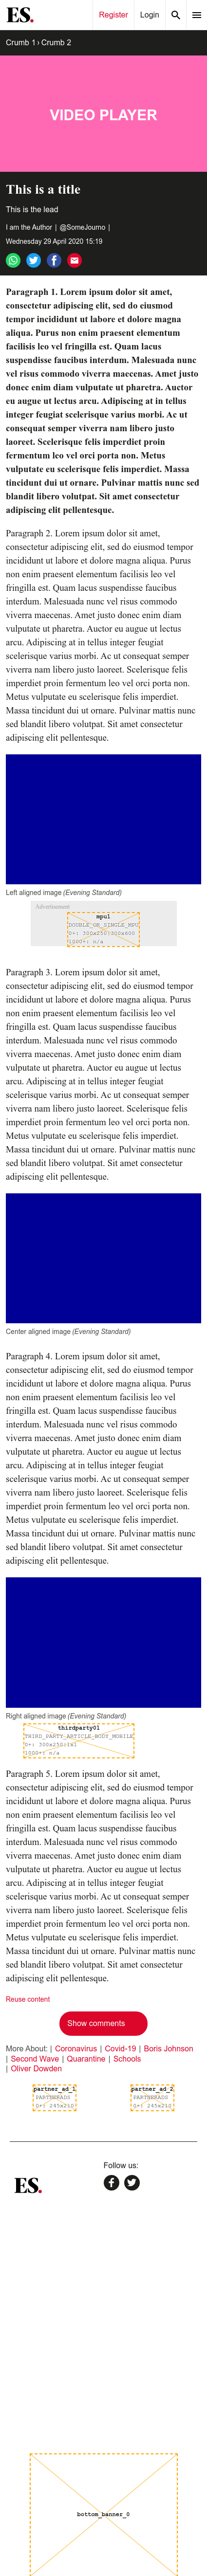 ES.
Register Login
Crumb 1 › Crumb 2
VIDEO PLAYER
This is a title
This is the lead
I am the Author | @SomeJourno |
Wednesday 29 April 2020 15:19
Paragraph 1. Lorem ipsum dolor sit amet,
consectetur adipiscing elit, sed do eiusmod
tempor incididunt ut labore et dolore magna
aliqua. Purus non enim praesent elementum
facilisis leo vel fringilla est. Quam lacus
suspendisse faucibus interdum. Malesuada nunc
vel risus commodo viverra maecenas. Amet justo
donec enim diam vulputate ut pharetra. Auctor
eu augue ut lectus arcu. Adipiscing at in tellus
integer feugiat scelerisque varius morbi. Ac ut
consequat semper viverra nam libero justo
laoreet. Scelerisque felis imperdiet proin
fermentum leo vel orci porta non. Metus
vulputate eu scelerisque felis imperdiet. Massa
tincidunt dui ut ornare. Pulvinar mattis nunc sed
blandit libero volutpat. Sit amet consectetur
adipiscing elit pellentesque.
Paragraph 2. Lorem ipsum dolor sit amet,
consectetur adipiscing elit, sed do eiusmod tempor
incididunt ut labore et dolore magna aliqua. Purus
non enim praesent elementum facilisis leo vel
fringilla est. Quam lacus suspendisse faucibus
interdum. Malesuada nunc vel risus commodo
viverra maecenas. Amet justo donec enim diam
vulputate ut pharetra. Auctor eu augue ut lectus
arcu. Adipiscing at in tellus integer feugiat
scelerisque varius morbi. Ac ut consequat semper
viverra nam libero justo laoreet. Scelerisque felis
imperdiet proin fermentum leo vel orci porta non.
Metus vulputate eu scelerisque felis imperdiet.
Massa tincidunt dui ut ornare. Pulvinar mattis nunc
sed blandit libero volutpat. Sit amet consectetur
adipiscing elit pellentesque.
Left aligned image (Evening Standard)
Advertisement
mpu1
DOUBLE_OR_SINGLE_MPU
0+: 300x250|300x600
1000+: n/a
Paragraph 3. Lorem ipsum dolor sit amet,
consectetur adipiscing elit, sed do eiusmod tempor
incididunt ut labore et dolore magna aliqua. Purus
non enim praesent elementum facilisis leo vel
fringilla est. Quam lacus suspendisse faucibus
interdum. Malesuada nunc vel risus commodo
viverra maecenas. Amet justo donec enim diam
vulputate ut pharetra. Auctor eu augue ut lectus
arcu. Adipiscing at in tellus integer feugiat
scelerisque varius morbi. Ac ut consequat semper
viverra nam libero justo laoreet. Scelerisque felis
imperdiet proin fermentum leo vel orci porta non.
Metus vulputate eu scelerisque felis imperdiet.
Massa tincidunt dui ut ornare. Pulvinar mattis nunc
sed blandit libero volutpat. Sit amet consectetur
adipiscing elit pellentesque.
Center aligned image (Evening Standard)
Paragraph 4. Lorem ipsum dolor sit amet,
consectetur adipiscing elit, sed do eiusmod tempor
incididunt ut labore et dolore magna aliqua. Purus
non enim praesent elementum facilisis leo vel
fringilla est. Quam lacus suspendisse faucibus
interdum. Malesuada nunc vel risus commodo
viverra maecenas. Amet justo donec enim diam
vulputate ut pharetra. Auctor eu augue ut lectus
arcu. Adipiscing at in tellus integer feugiat
scelerisque varius morbi. Ac ut consequat semper
viverra nam libero justo laoreet. Scelerisque felis
imperdiet proin fermentum leo vel orci porta non.
Metus vulputate eu scelerisque felis imperdiet.
Massa tincidunt dui ut ornare. Pulvinar mattis nunc
sed blandit libero volutpat. Sit amet consectetur
adipiscing elit pellentesque.
Right aligned image (Evening Standard)
thirdparty01
THIRD_PARTY_ARTICLE_BODY_MOBILE
0+: 300x250|1x1
1000+: n/a
Paragraph 5. Lorem ipsum dolor sit amet,
consectetur adipiscing elit, sed do eiusmod tempor
incididunt ut labore et dolore magna aliqua. Purus
non enim praesent elementum facilisis leo vel
fringilla est. Quam lacus suspendisse faucibus
interdum. Malesuada nunc vel risus commodo
viverra maecenas. Amet justo donec enim diam
vulputate ut pharetra. Auctor eu augue ut lectus
arcu. Adipiscing at in tellus integer feugiat
scelerisque varius morbi. Ac ut consequat semper
viverra nam libero justo laoreet. Scelerisque felis
imperdiet proin fermentum leo vel orci porta non.
Metus vulputate eu scelerisque felis imperdiet.
Massa tincidunt dui ut ornare. Pulvinar mattis nunc
sed blandit libero volutpat. Sit amet consectetur
adipiscing elit pellentesque.
Reuse content
Show comments
More About: | Coronavirus | Covid-19 | Boris Johnson
| Second Wave | Quarantine | Schools
| Oliver Dowden
partner_ad_1 partner_ad_2
PARTNERADS PARTNERADS
0+: 245x210 0+: 245x210
Follow us:
ES.
bottom_banner_0